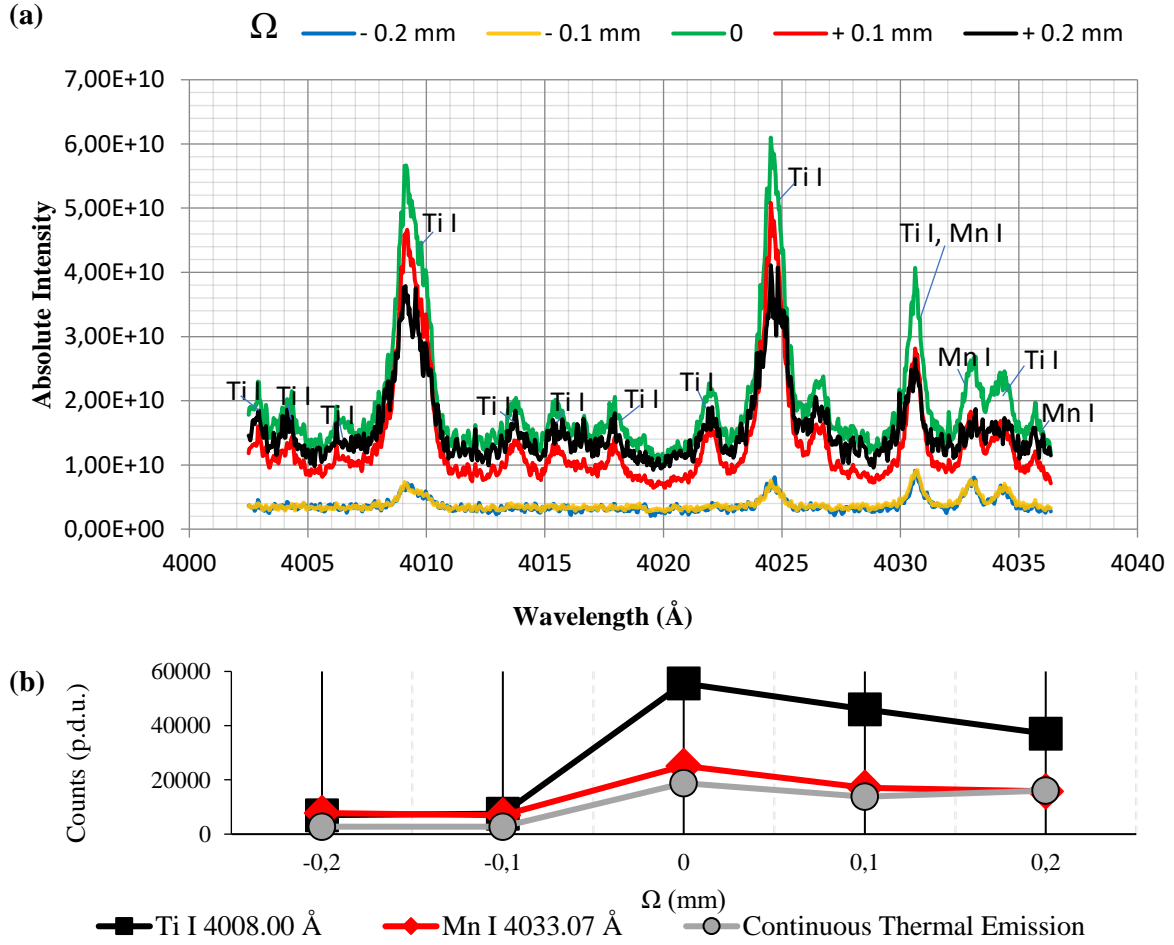 (a)
Ω - 0.2 mm - 0.1 mm 0 + 0.1 mm + 0.2 mm
7,00E+10
6,00E+10
5,00E+10
4,00E+10
3,00E+10
2,00E+10
1,00E+10
0,00E+00
Absolute Intensity
Ti I
Ti I
Ti I
Ti I
Ti I
Ti I
Ti I
Ti I
Ti I
Ti I, Mn I
Mn I
Ti I
Mn I
4000 4005 4010 4015 4020 4025 4030 4035 4040
Wavelength (Å)
(b)
Counts (p.d.u.)
60000
40000
20000
0
-0,2 -0,1 0 0,1 0,2
Ω (mm)
Ti I 4008.00 Å Mn I 4033.07 Å Continuous Thermal Emission